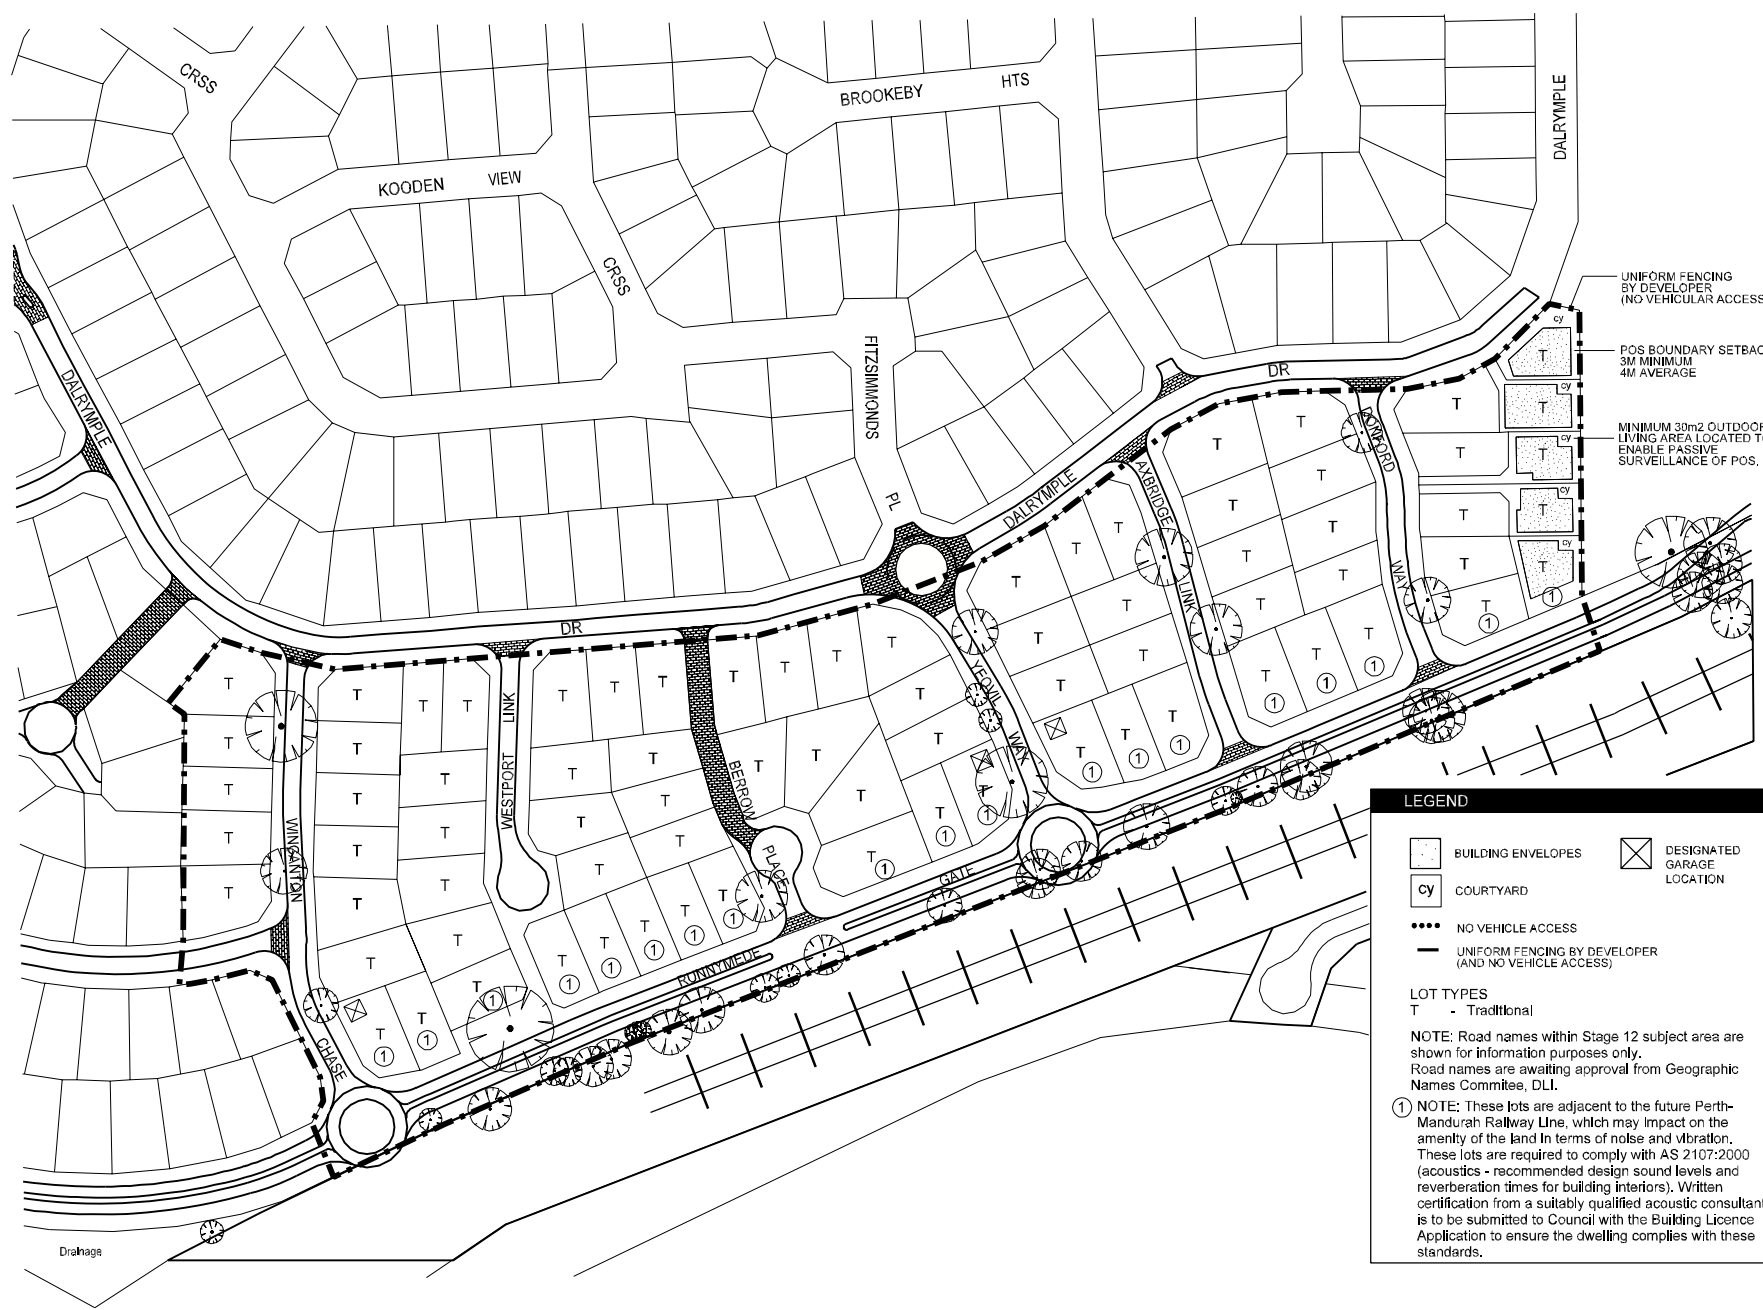 CRSS
KOODEN VIEW
BROOKEBY HTS
DALRYMPLE
CRSS
FITZSIMMONDS
PL
DALRYMPLE
DR
DALRYMPLE
DR
WINCANTON
CHASE
WESTPORT LINK
BERROW
PLACE
YEOVIL
WAY
AXBRIDGE
LINK
WAY
RUNNYMEDE
GATE
UNIFORM FENCING
BY DEVELOPER
(NO VEHICULAR ACCESS
POS BOUNDARY SETBAC
3M MINIMUM
4M AVERAGE
MINIMUM 30m2 OUTDOOR
LIVING AREA LOCATED TO
ENABLE PASSIVE
SURVEILLANCE OF POS.
cy
T
1
Drainage
LEGEND
BUILDING ENVELOPES
DESIGNATED
GARAGE
LOCATION
cy COURTYARD
NO VEHICLE ACCESS
UNIFORM FENCING BY DEVELOPER
(AND NO VEHICLE ACCESS)
LOT TYPES
T - Traditional
NOTE: Road names within Stage 12 subject area are
shown for information purposes only.
Road names are awaiting approval from Geographic
Names Commitee, DLI.
1 NOTE: These lots are adjacent to the future Perth-
Mandurah Railway Line, which may impact on the
amenity of the land in terms of noise and vibration.
These lots are required to comply with AS 2107:2000
(acoustics - recommended design sound levels and
reverberation times for building interiors). Written
certification from a suitably qualified acoustic consultant
is to be submitted to Council with the Building Licence
Application to ensure the dwelling complies with these
standards.